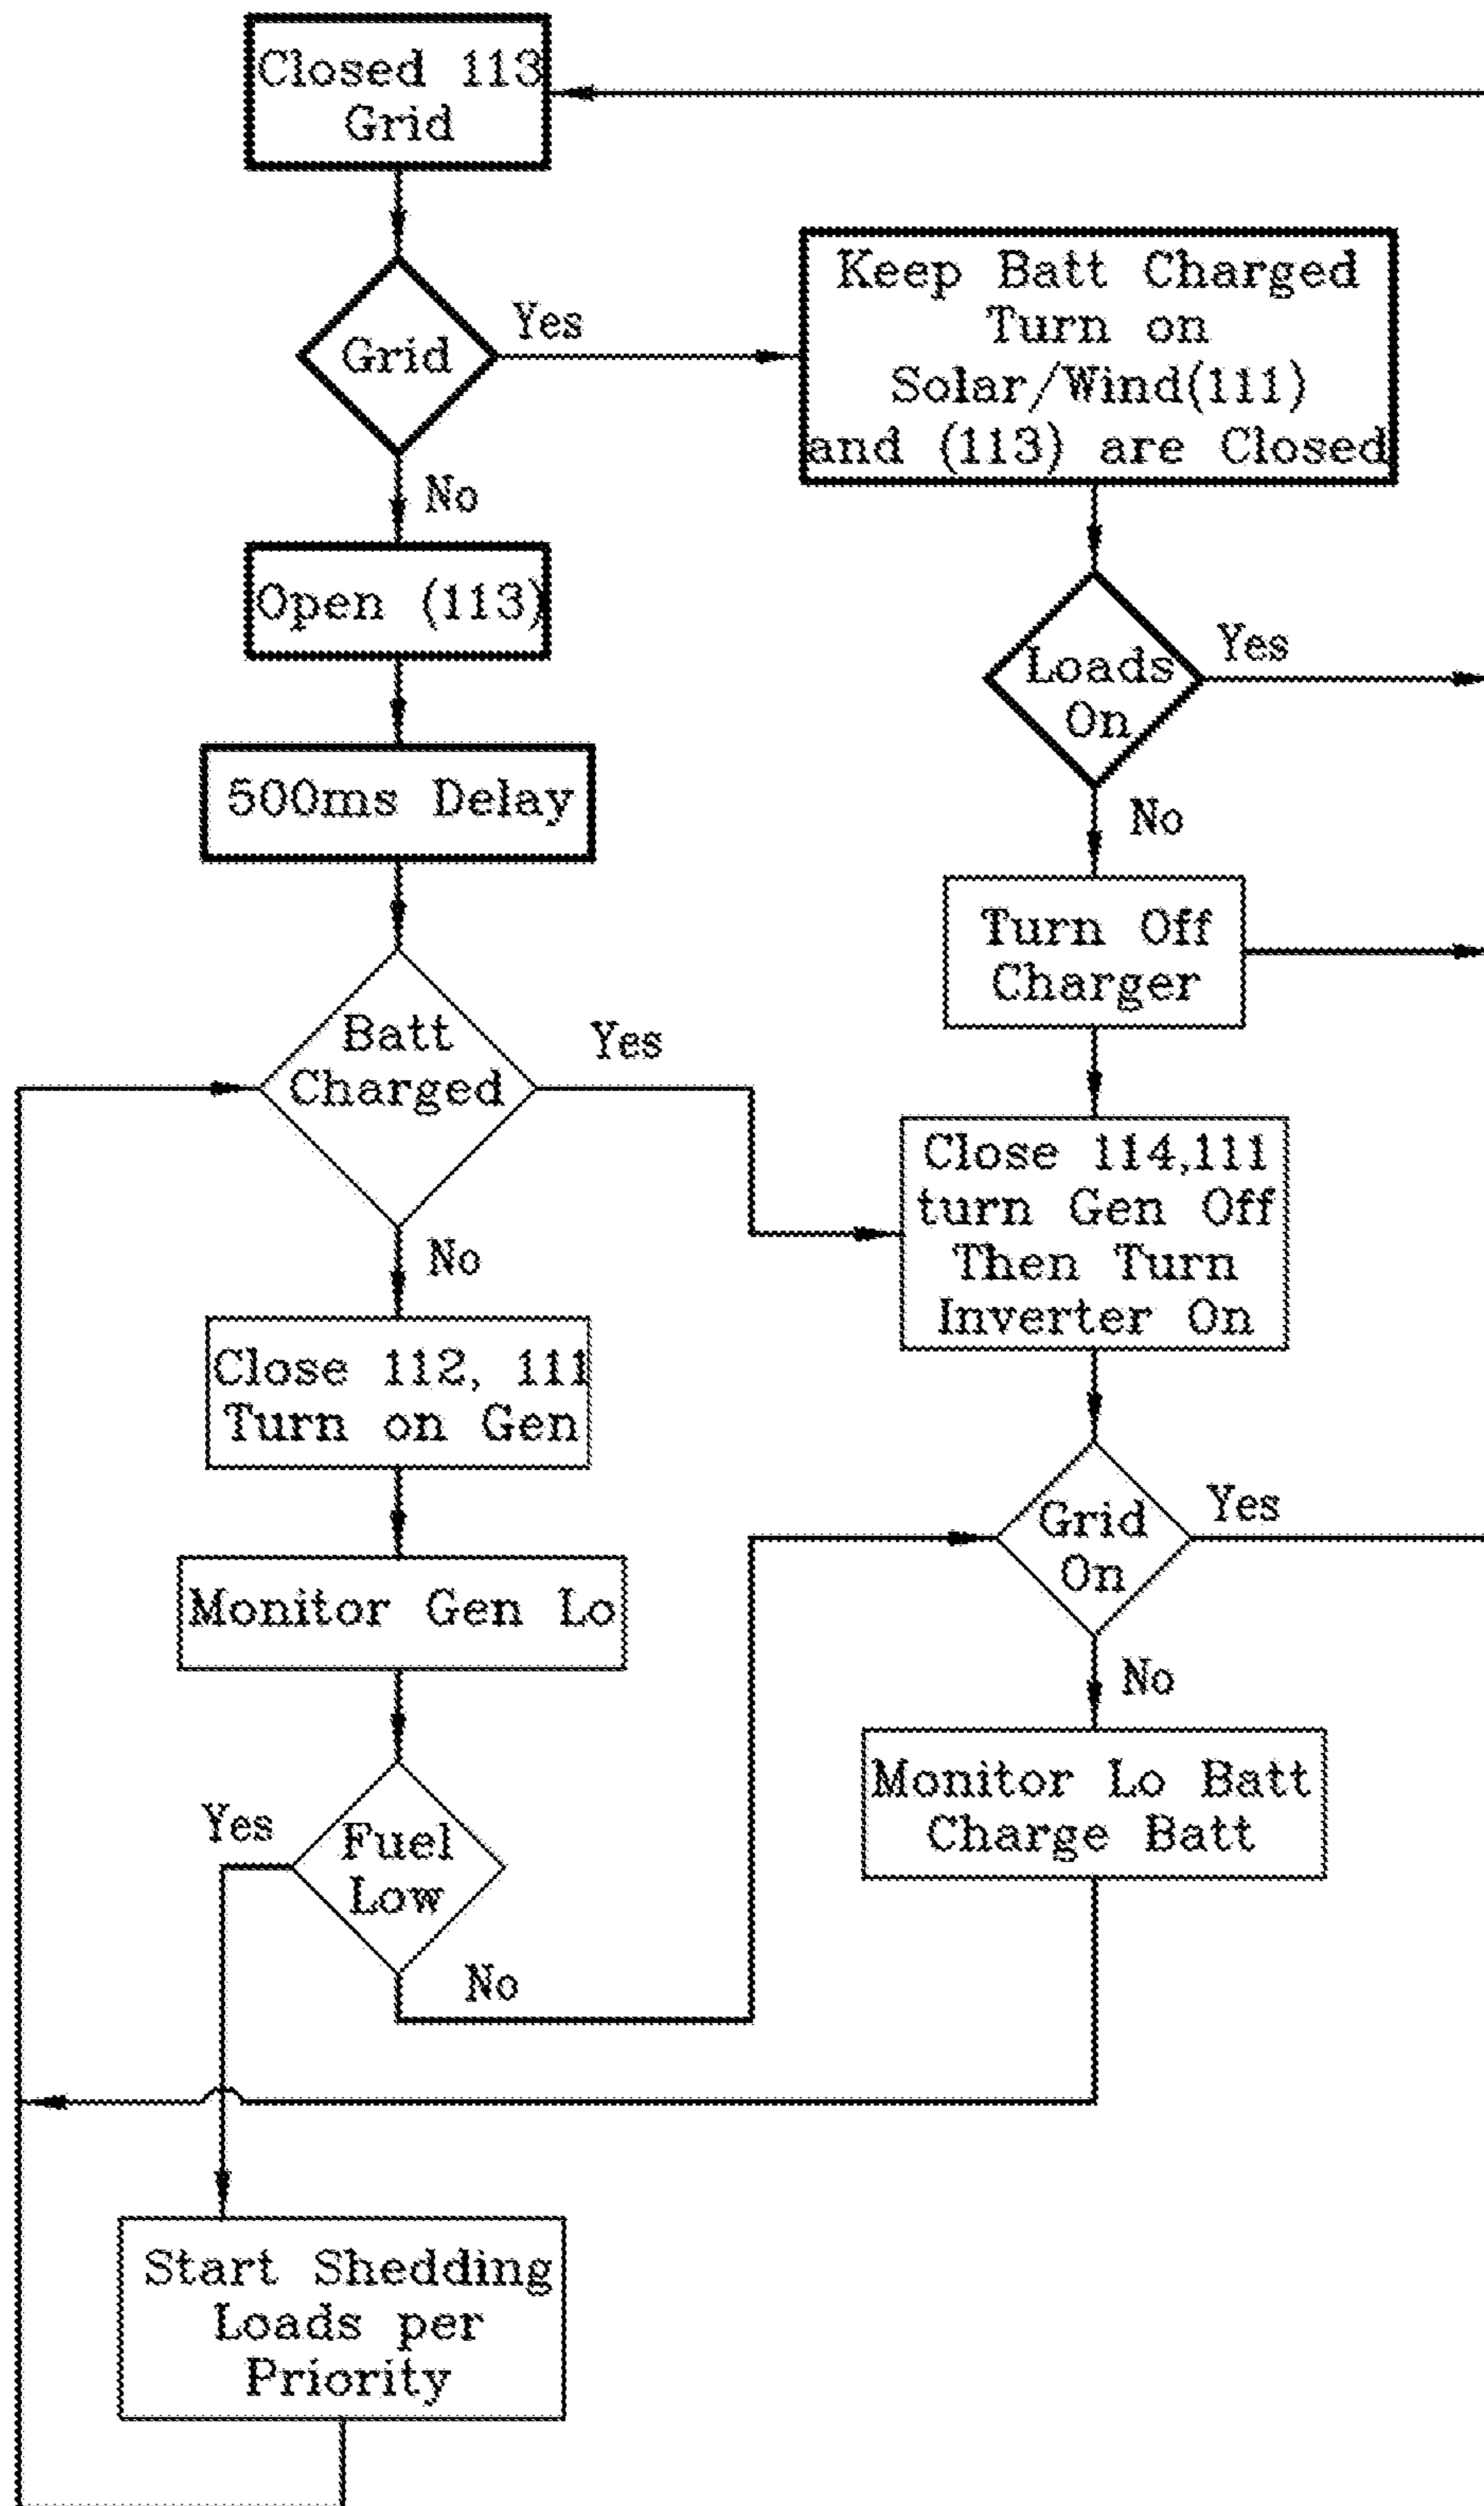 Closed 113
Grid
Grid
Yes
No
Keep Batt Charged
Turn on
Solar/Wind(111)
and (113) are Closed
Open (113)
Loads
On
Yes
No
500ms Delay
Turn Off
Charger
Batt
Charged
Yes
No
Close 114,111
turn Gen Off
Then Turn
Inverter On
Close 112, 111
Turn on Gen
Grid
On
Yes
No
Monitor Gen Lo
Monitor Lo Batt
Charge Batt
Fuel
Low
Yes
No
Start Shedding
Loads per
Priority